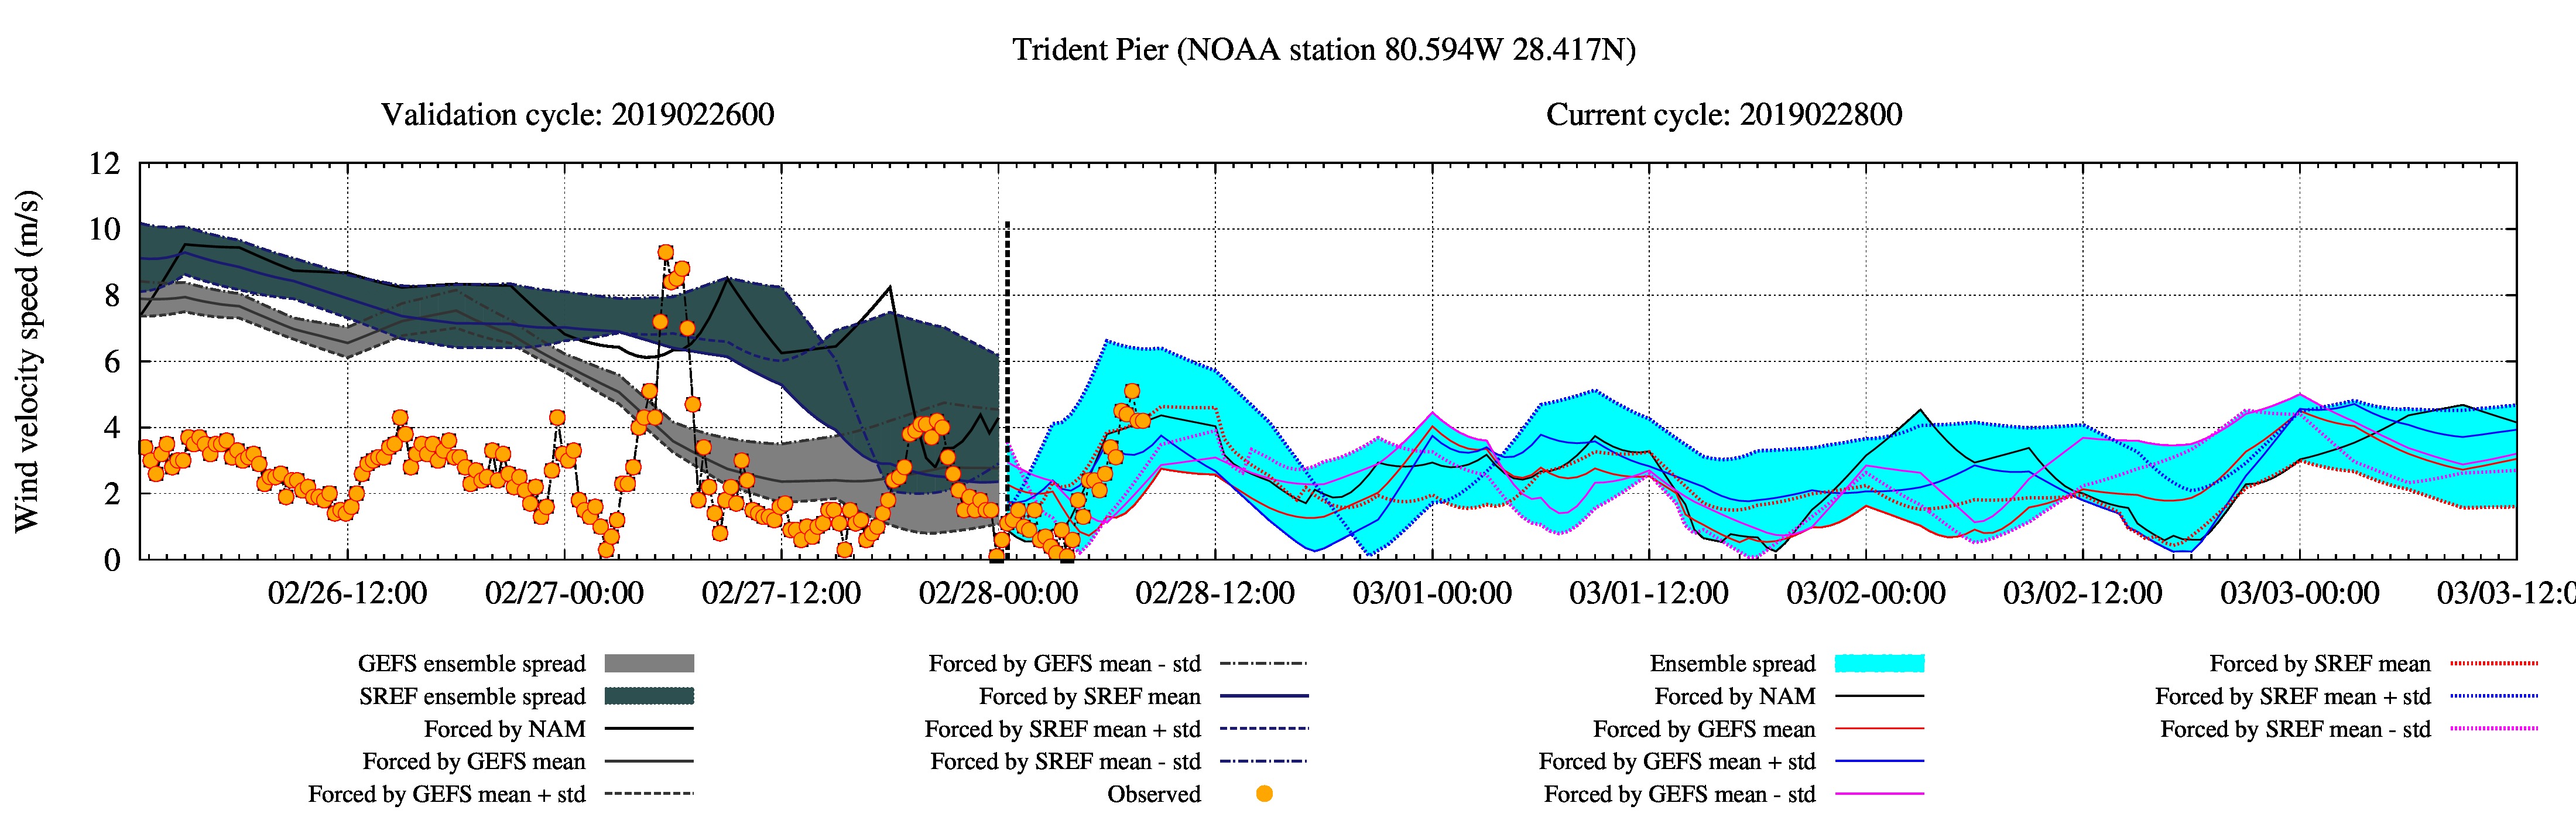 Trident Pier (NOAA station 80.594W 28.417N)
Validation cycle: 2019022600
Current cycle: 2019022800
Wind velocity speed (m/s)
12
10
8
6
4
2
0
02/26-12:00
02/27-00:00
02/27-12:00
02/28-00:00
02/28-12:00
03/01-00:00
03/01-12:00
03/02-00:00
03/02-12:00
03/03-00:00
03/03-12:0
GEFS ensemble spread
SREF ensemble spread
Forced by NAM
Forced by GEFS mean
Forced by GEFS mean + std
Forced by GEFS mean - std
Forced by SREF mean
Forced by SREF mean + std
Forced by SREF mean - std
Observed
Ensemble spread
Forced by NAM
Forced by GEFS mean
Forced by GEFS mean + std
Forced by GEFS mean - std
Forced by SREF mean
Forced by SREF mean + std
Forced by SREF mean - std